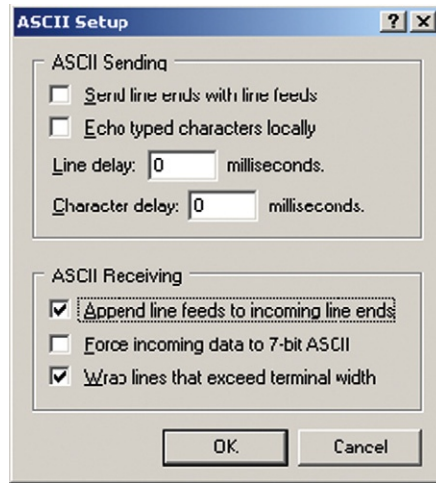 ASCII Setup
ASCII Sending
Send line ends with line feeds
Echo typed characters locally
Line delay: 0 milliseconds.
Character delay: 0 milliseconds.
ASCII Receiving
Append line feeds to incoming line ends
Force incoming data to 7-bit ASCII
Wrap lines that exceed terminal width
OK
Cancel